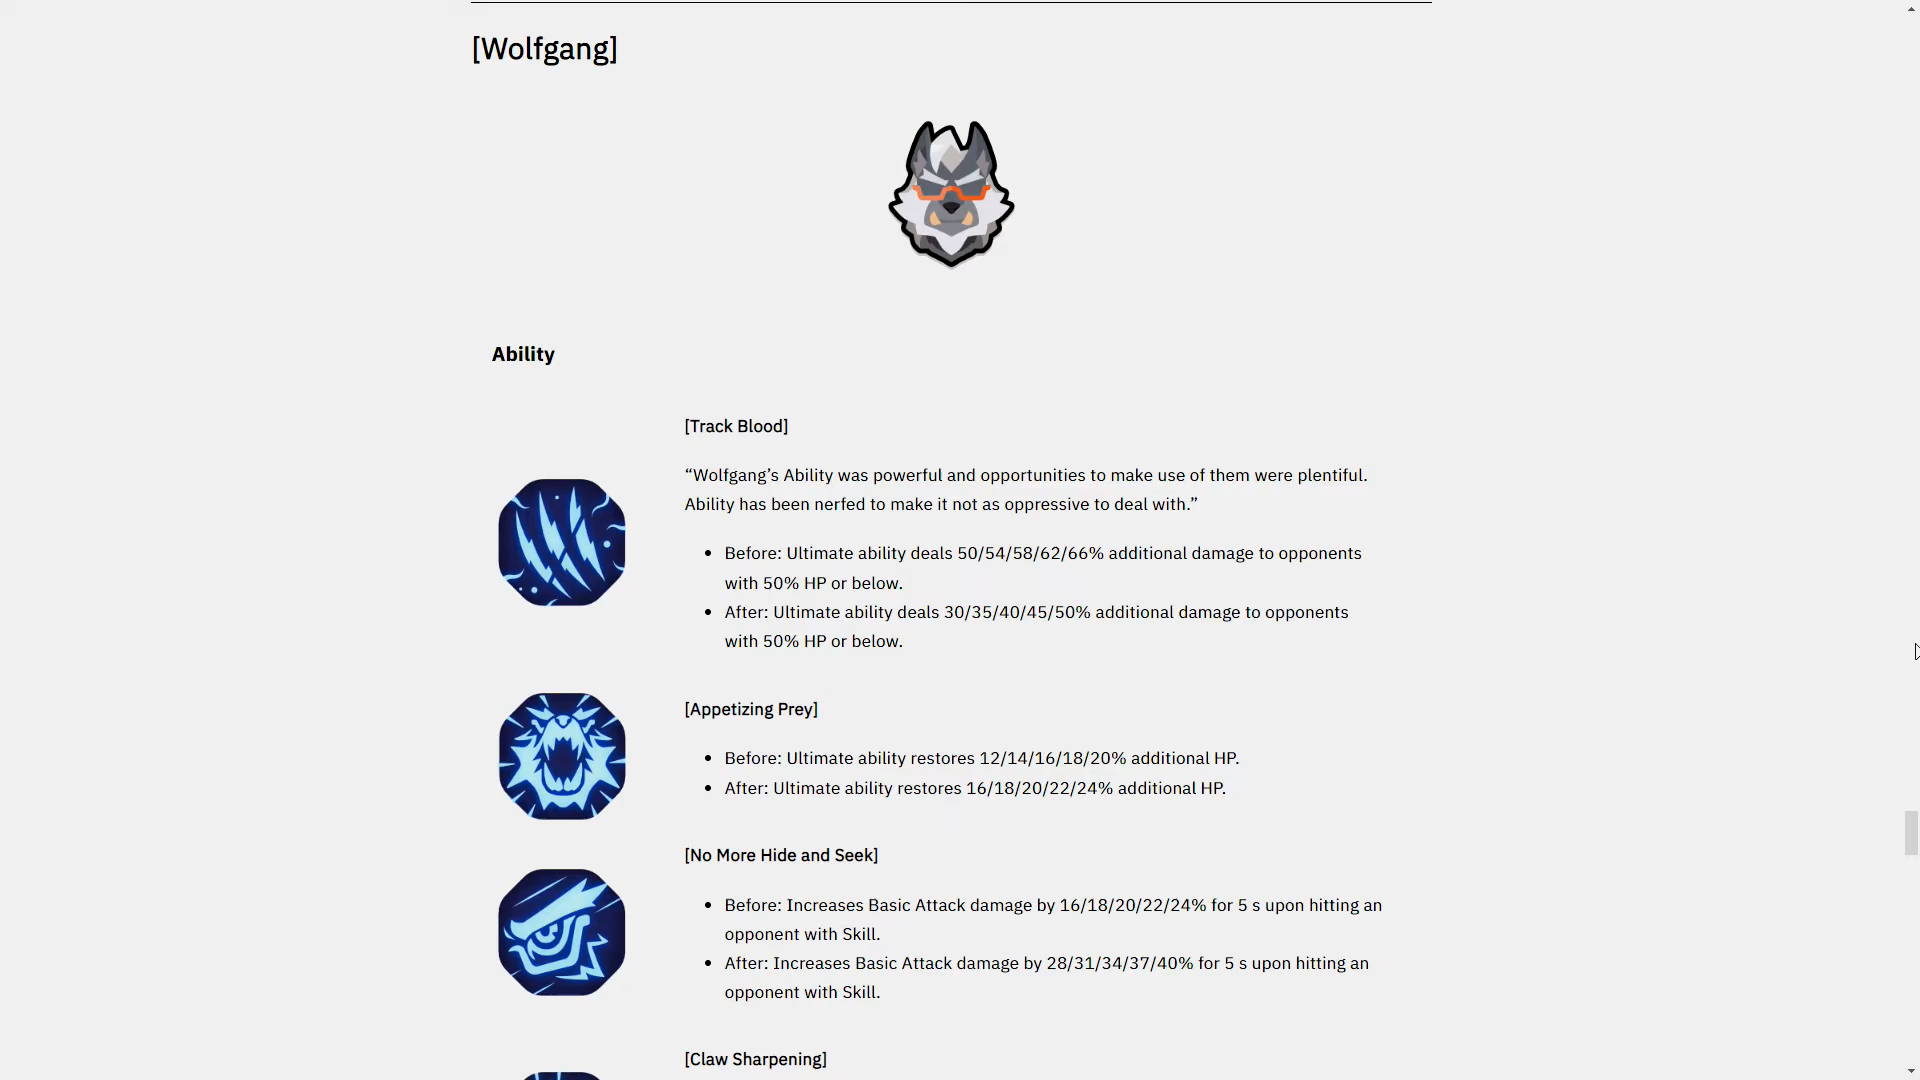 [Wolfgang]
Ability
[Track Blood]
“Wolfgang’s Ability was powerful and opportunities to make use of them were plentiful.
Ability has been nerfed to make it not as oppressive to deal with.”
• Before: Ultimate ability deals 50/54/58/62/66% additional damage to opponents
with 50% HP or below.
• After: Ultimate ability deals 30/35/40/45/50% additional damage to opponents
with 50% HP or below.
[Appetizing Prey]
• Before: Ultimate ability restores 12/14/16/18/20% additional HP.
• After: Ultimate ability restores 16/18/20/22/24% additional HP.
[No More Hide and Seek]
• Before: Increases Basic Attack damage by 16/18/20/22/24% for 5 s upon hitting an
opponent with Skill.
• After: Increases Basic Attack damage by 28/31/34/37/40% for 5 s upon hitting an
opponent with Skill.
[Claw Sharpening]